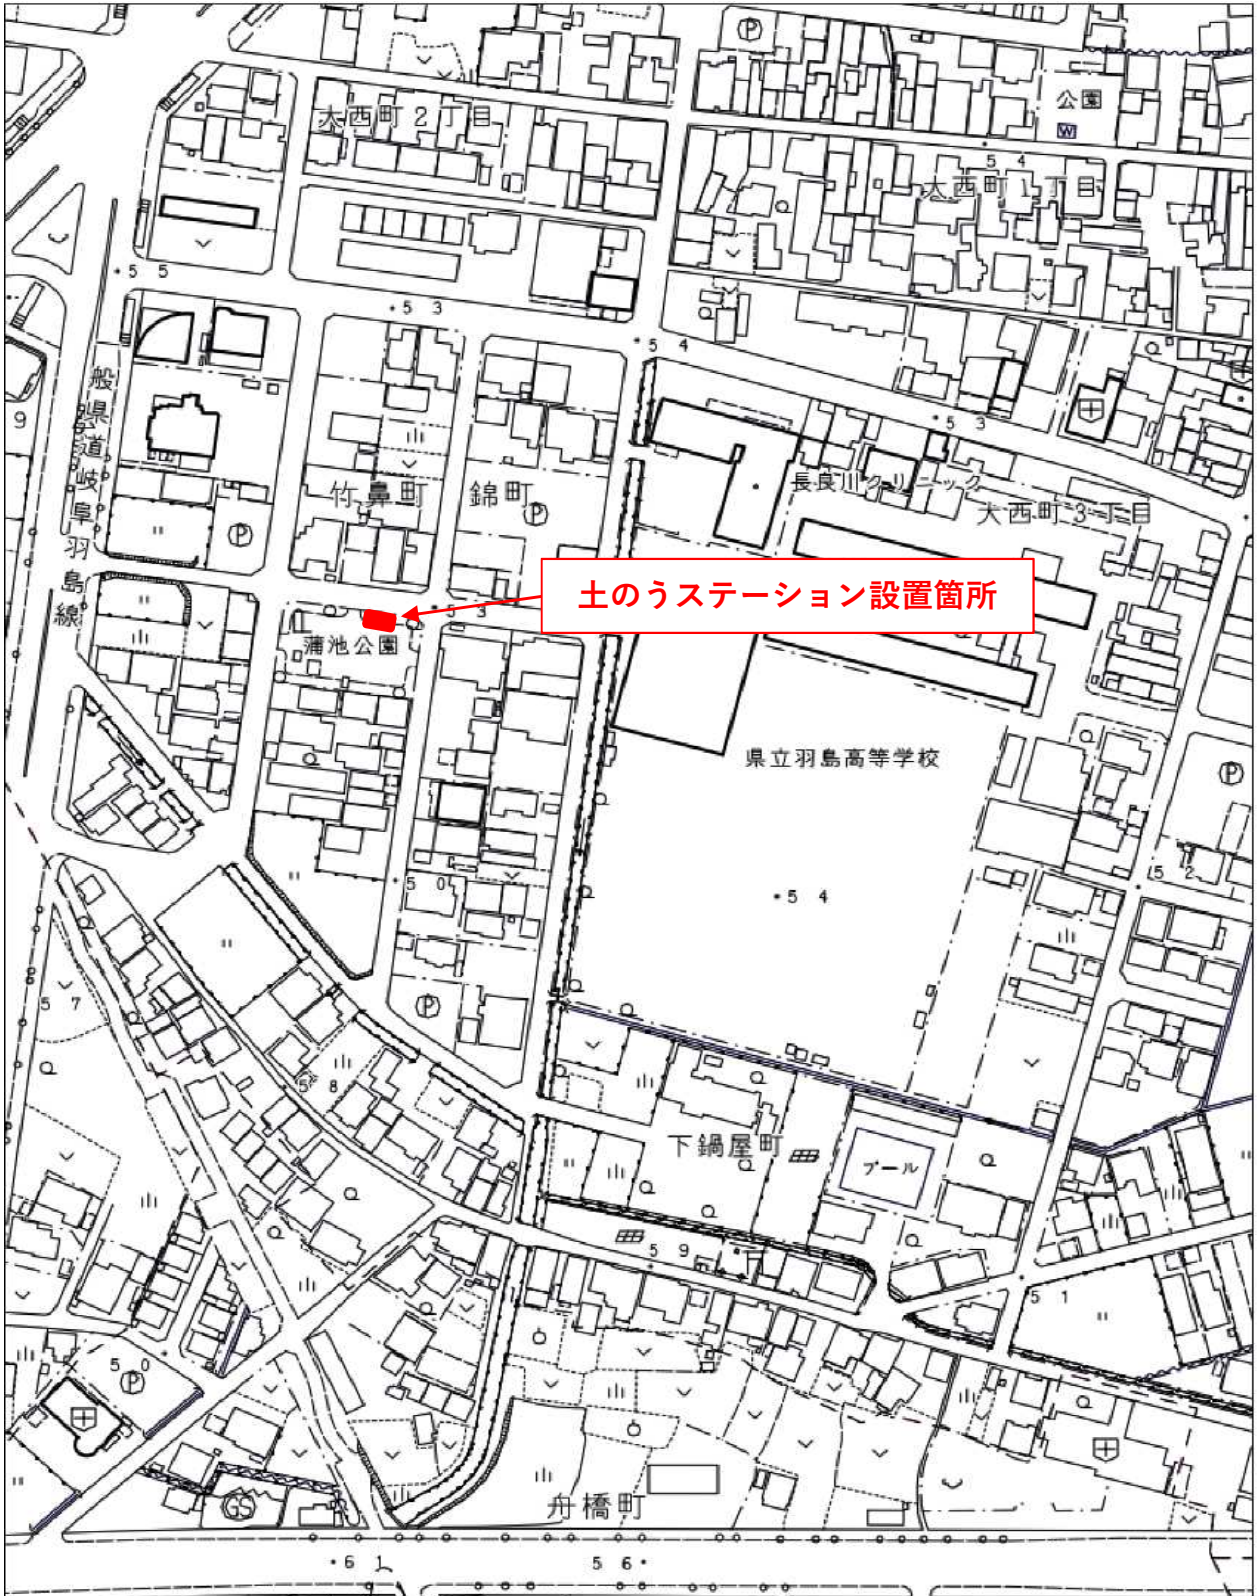 Ⓟ
公園
W
大西町2丁目
54
大西町1丁目
55
53
54
53
一般県道岐阜羽島線
9
竹鼻町 錦町
Ⓟ
Ⓟ
長良川クリニック
大西町3丁目
土のうステーション設置箇所
53
蒲池公園
県立羽島高等学校
Ⓟ
52
50
54
57
Ⓟ
58
下鍋屋町
プール
59
51
50
Ⓟ
GS
舟橋町
61
56